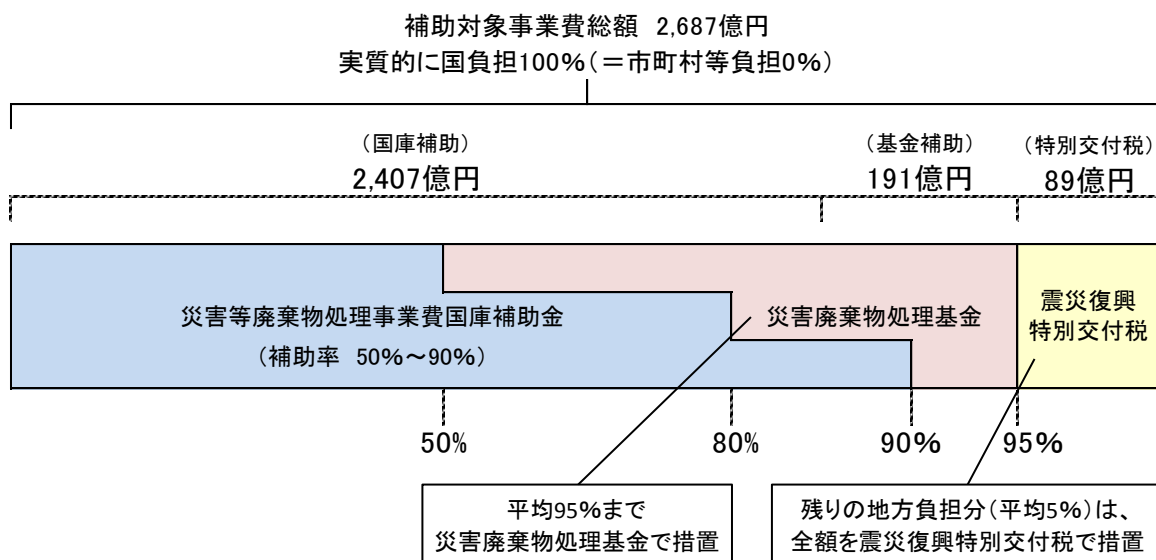 補助対象事業費総額 2,687億円
実質的に国負担100%(＝市町村等負担0%)
(国庫補助)
2,407億円
(基金補助)
191億円
(特別交付税)
89億円
災害等廃棄物処理事業費国庫補助金
(補助率 50%～90%)
災害廃棄物処理基金
震災復興
特別交付税
50%
80%
90%
95%
平均95%まで
災害廃棄物処理基金で措置
残りの地方負担分(平均5%)は、
全額を震災復興特別交付税で措置